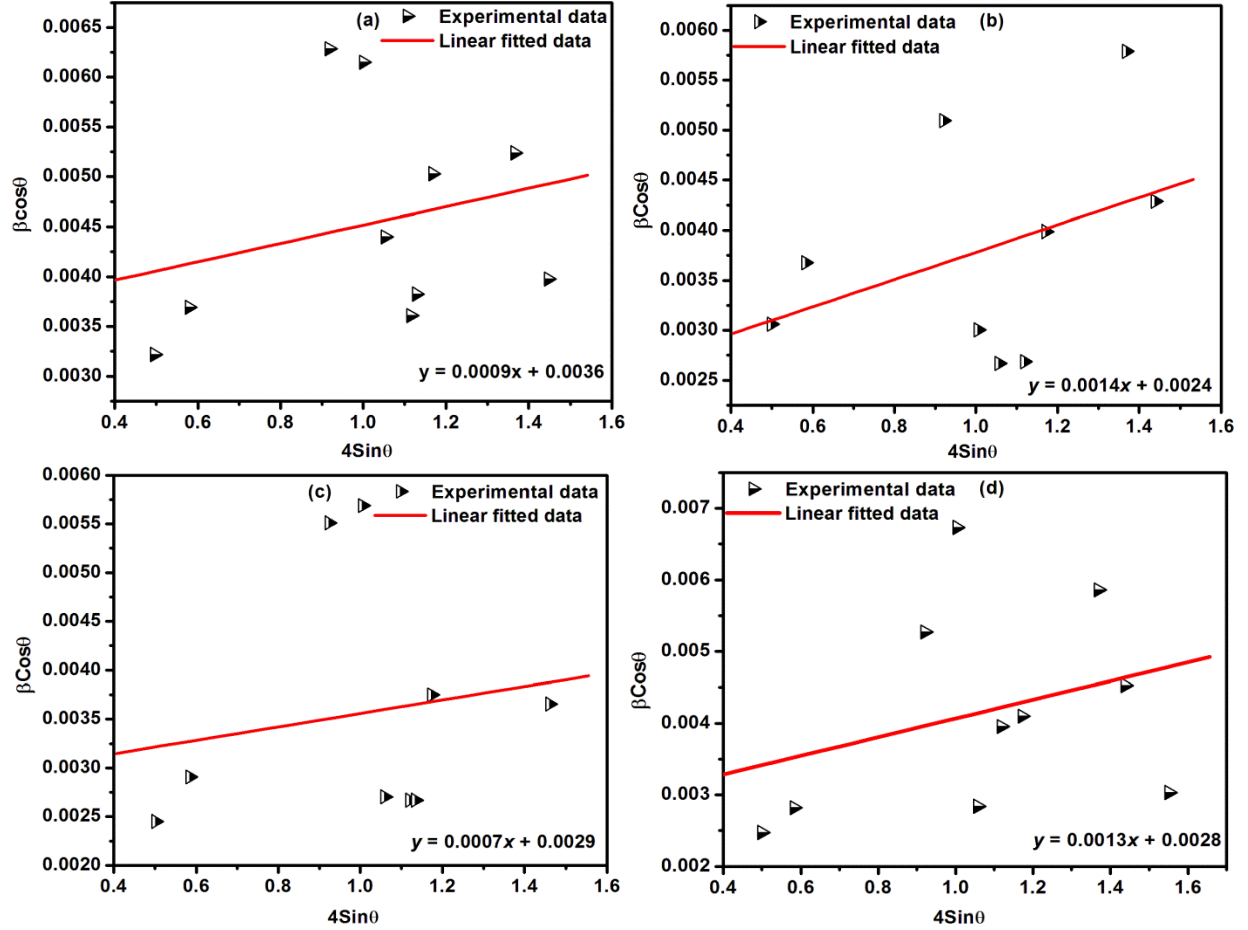 (a)
Experimental data
Linear fitted data
0.0065
0.0060
0.0055
0.0050
0.0045
0.0040
0.0035
0.0030
βcosθ
y = 0.0009x + 0.0036
0.4 0.6 0.8 1.0 1.2 1.4 1.6
4Sinθ
Experimental data (b)
Linear fitted data
0.0060
0.0055
0.0050
0.0045
0.0040
0.0035
0.0030
0.0025
βCosθ
y = 0.0014x + 0.0024
0.4 0.6 0.8 1.0 1.2 1.4 1.6
4Sinθ
(c) Experimental data
Linear fitted data
0.0060
0.0055
0.0050
0.0045
0.0040
0.0035
0.0030
0.0025
0.0020
βCosθ
y = 0.0007x + 0.0029
0.4 0.6 0.8 1.0 1.2 1.4 1.6
4Sinθ
Experimental data (d)
Linear fitted data
0.007
0.006
0.005
0.004
0.003
0.002
βCosθ
y = 0.0013x + 0.0028
0.4 0.6 0.8 1.0 1.2 1.4 1.6
4Sinθ